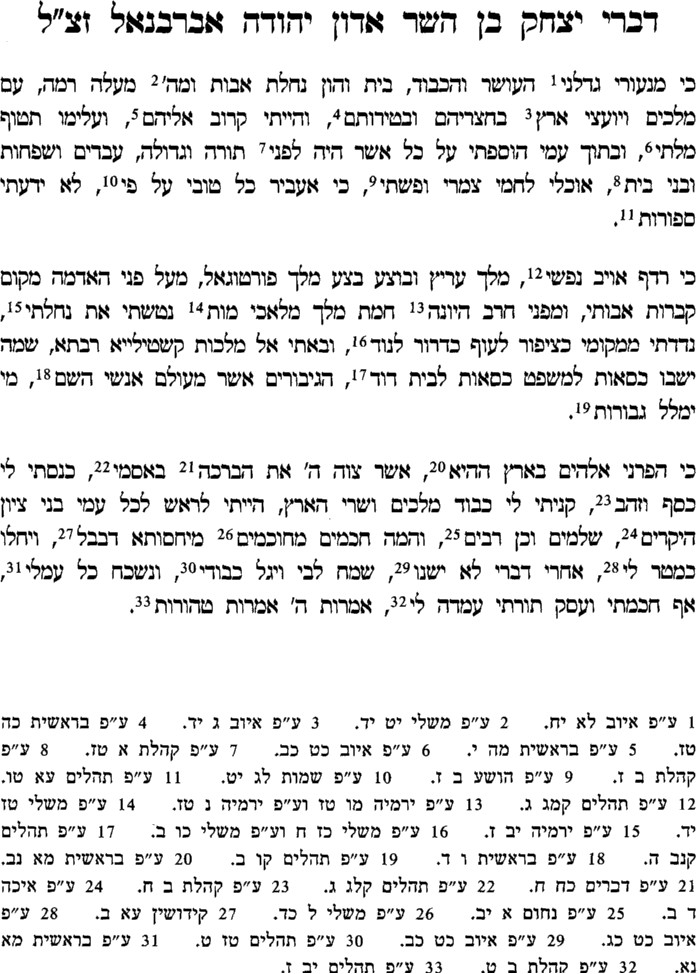 דברי יצחק בן השר אדון יהודה אברבנאל זצ״ל
כי מנעורי גדלני1 העושר והכבוד, בית והון נחלת אבות ומה׳2 מעלה רמה, עם
מלכים ויועצי ארץ3 בחצריהם ובטירותם4, והייתי קרוב אליהם5, ועלימו תטוף
מלתי6, ובתוך עמי הוספתי על כל אשר היה לפני7 תורה וגדולה, עבדים ושפחות
ובני בית8, אוכלי לחמי צמרי ופשתי9, כי אעביר כל טובי על פי10, לא ידעתי
ספורות11.
כי רדף אויב נפשי12, מלך עריץ ובוצע בצע מלך פורטוגאל, מעל פני האדמה מקום
קברות אבותי, ומפני חרב היונה13 חמת מלך מלאכי מות14 נטשתי את נחלתי15,
נדדתי ממקומי כציפור לעוף כדרור לנוד16, ובאתי אל מלכות קשטילייא רבתא, שמה
ישבו כסאות למשפט כסאות לבית דוד17, הגיבורים אשר מעולם אנשי השם18, מי
ימלל גבורות19.
כי הפרני אלהים בארץ ההיא20, אשר צוה ה׳ את הברכה21 באסמי22, כנסתי לי
כסף וזהב23, קניתי לי כבוד מלכים ושרי הארץ, הייתי לראש לכל עמי בני ציון
היקרים24, שלמים וכן רבים25, והמה חכמים מחוכמים26 מיחסותא דבבל27, ויחלו
כמטר לי28, אחרי דברי לא ישנו29, שמח לבי ויגל כבודי30, ונשכח כל עמלי31,
אף חכמתי ועסק תורתי עמדה לי32, אמרות ה׳ אמרות טהורות33.
1 ע״פ איוב לא יח. 2 ע״פ משלי יט יד. 3 ע״פ איוב ג יד. 4 ע״פ בראשית כה
טז. 5 ע״פ בראשית מה י. 6 ע״פ איוב כט כב. 7 ע״פ קהלת א טז. 8 ע״פ
קהלת ב ז. 9 ע״פ הושע ב ז. 10 ע״פ שמות לג יט. 11 ע״פ תהלים עא טו.
12 ע״פ תהלים קמג ג. 13 ע״פ ירמיה מו טז וע״פ ירמיה נ טז. 14 ע״פ משלי טז
יד. 15 ע״פ ירמיה יב ז. 16 ע״פ משלי כז ח וע״פ משלי כו ב. 17 ע״פ תהלים
קנב ה. 18 ע״פ בראשית ו ד. 19 ע״פ תהלים קו ב. 20 ע״פ בראשית מא נב.
21 ע״פ דברים כח ח. 22 ע״פ תהלים קלג ג. 23 ע״פ קהלת ב ח. 24 ע״פ איכה
ד ב. 25 ע״פ נחום א יב. 26 ע״פ משלי ל כד. 27 קידושין עא ב. 28 ע״פ
איוב כט כג. 29 ע״פ איוב כט כב. 30 ע״פ תהלים טז ט. 31 ע״פ בראשית מא
נא. 32 ע״פ קהלת ב ט. 33 ע״פ תהלים יב ז.